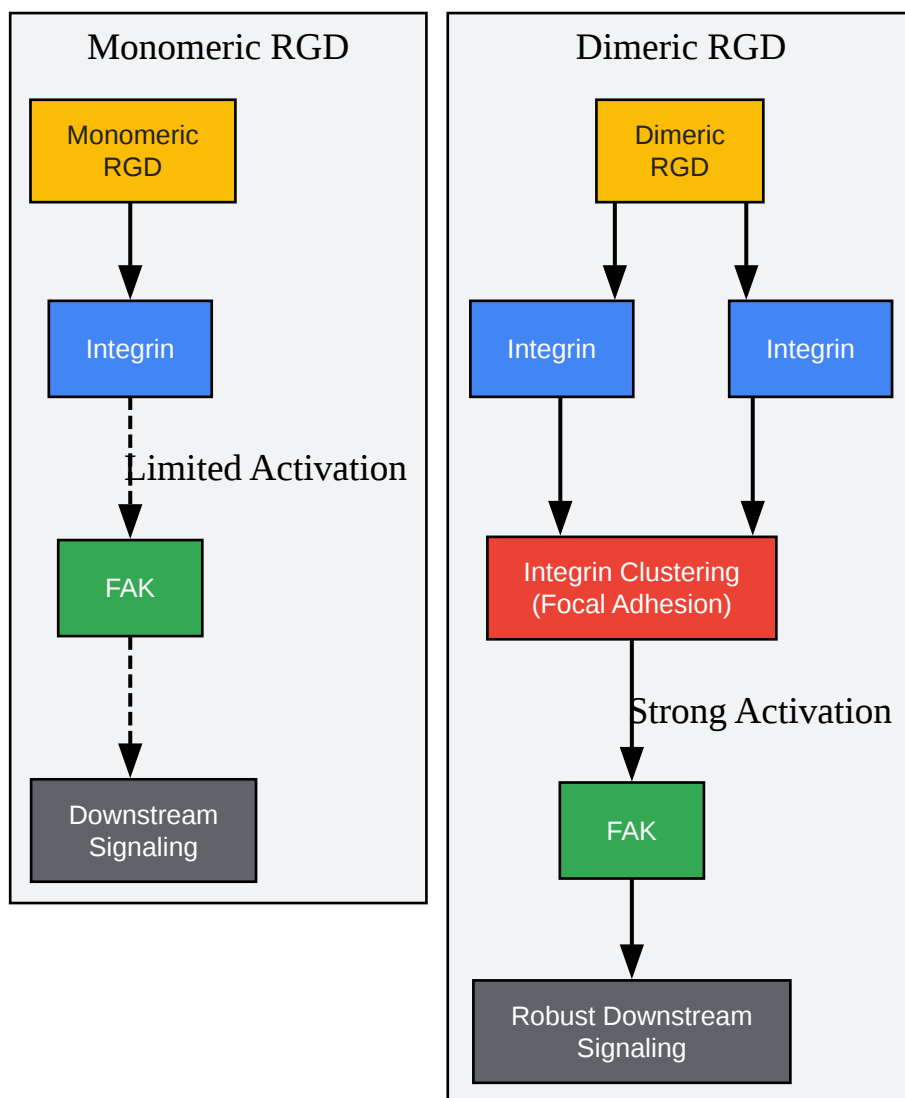 Monomeric RGD
Monomeric
RGD
Integrin
Limited Activation
FAK
Downstream
Signaling
Dimeric RGD
Dimeric
RGD
Integrin
Integrin
Integrin Clustering
(Focal Adhesion)
Strong Activation
FAK
Robust Downstream
Signaling